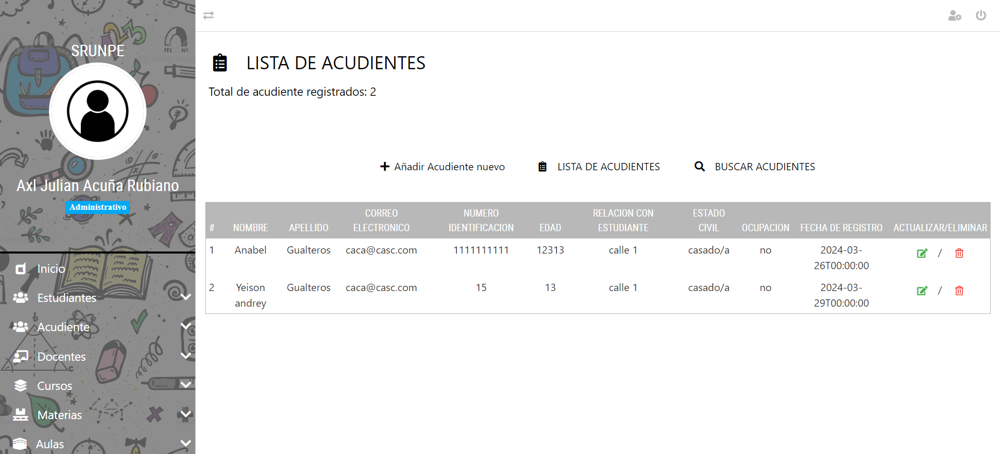 SRUNPE
Axl Julian Acuña Rubiano
Administrativo
Inicio
Estudiantes
Acudiente
Docentes
Cursos
Materias
Aulas
LISTA DE ACUDIENTES
Total de acudiente registrados: 2
Añadir Acudiente nuevo LISTA DE ACUDIENTES BUSCAR ACUDIENTES
# NOMBRE APELLIDO CORREO ELECTRONICO NUMERO IDENTIFICACION EDAD RELACION CON ESTUDIANTE ESTADO CIVIL OCUPACION FECHA DE REGISTRO ACTUALIZAR/ELIMINAR
1 Anabel Gualteros caca@casc.com 1111111111 12313 calle 1 casado/a no 2024-03-26T00:00:00 /
2 Yeison andrey Gualteros caca@casc.com 15 13 calle 1 casado/a no 2024-03-29T00:00:00 /